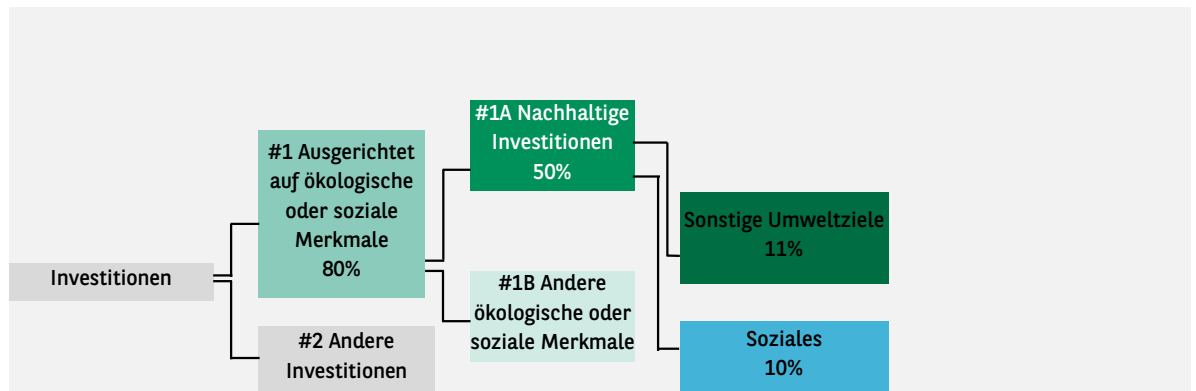 Investitionen
#1 Ausgerichtet
auf ökologische
oder soziale
Merkmale
80%
#2 Andere
Investitionen
#1A Nachhaltige
Investitionen
50%
#1B Andere
ökologische oder
soziale Merkmale
Sonstige Umweltziele
11%
Soziales
10%